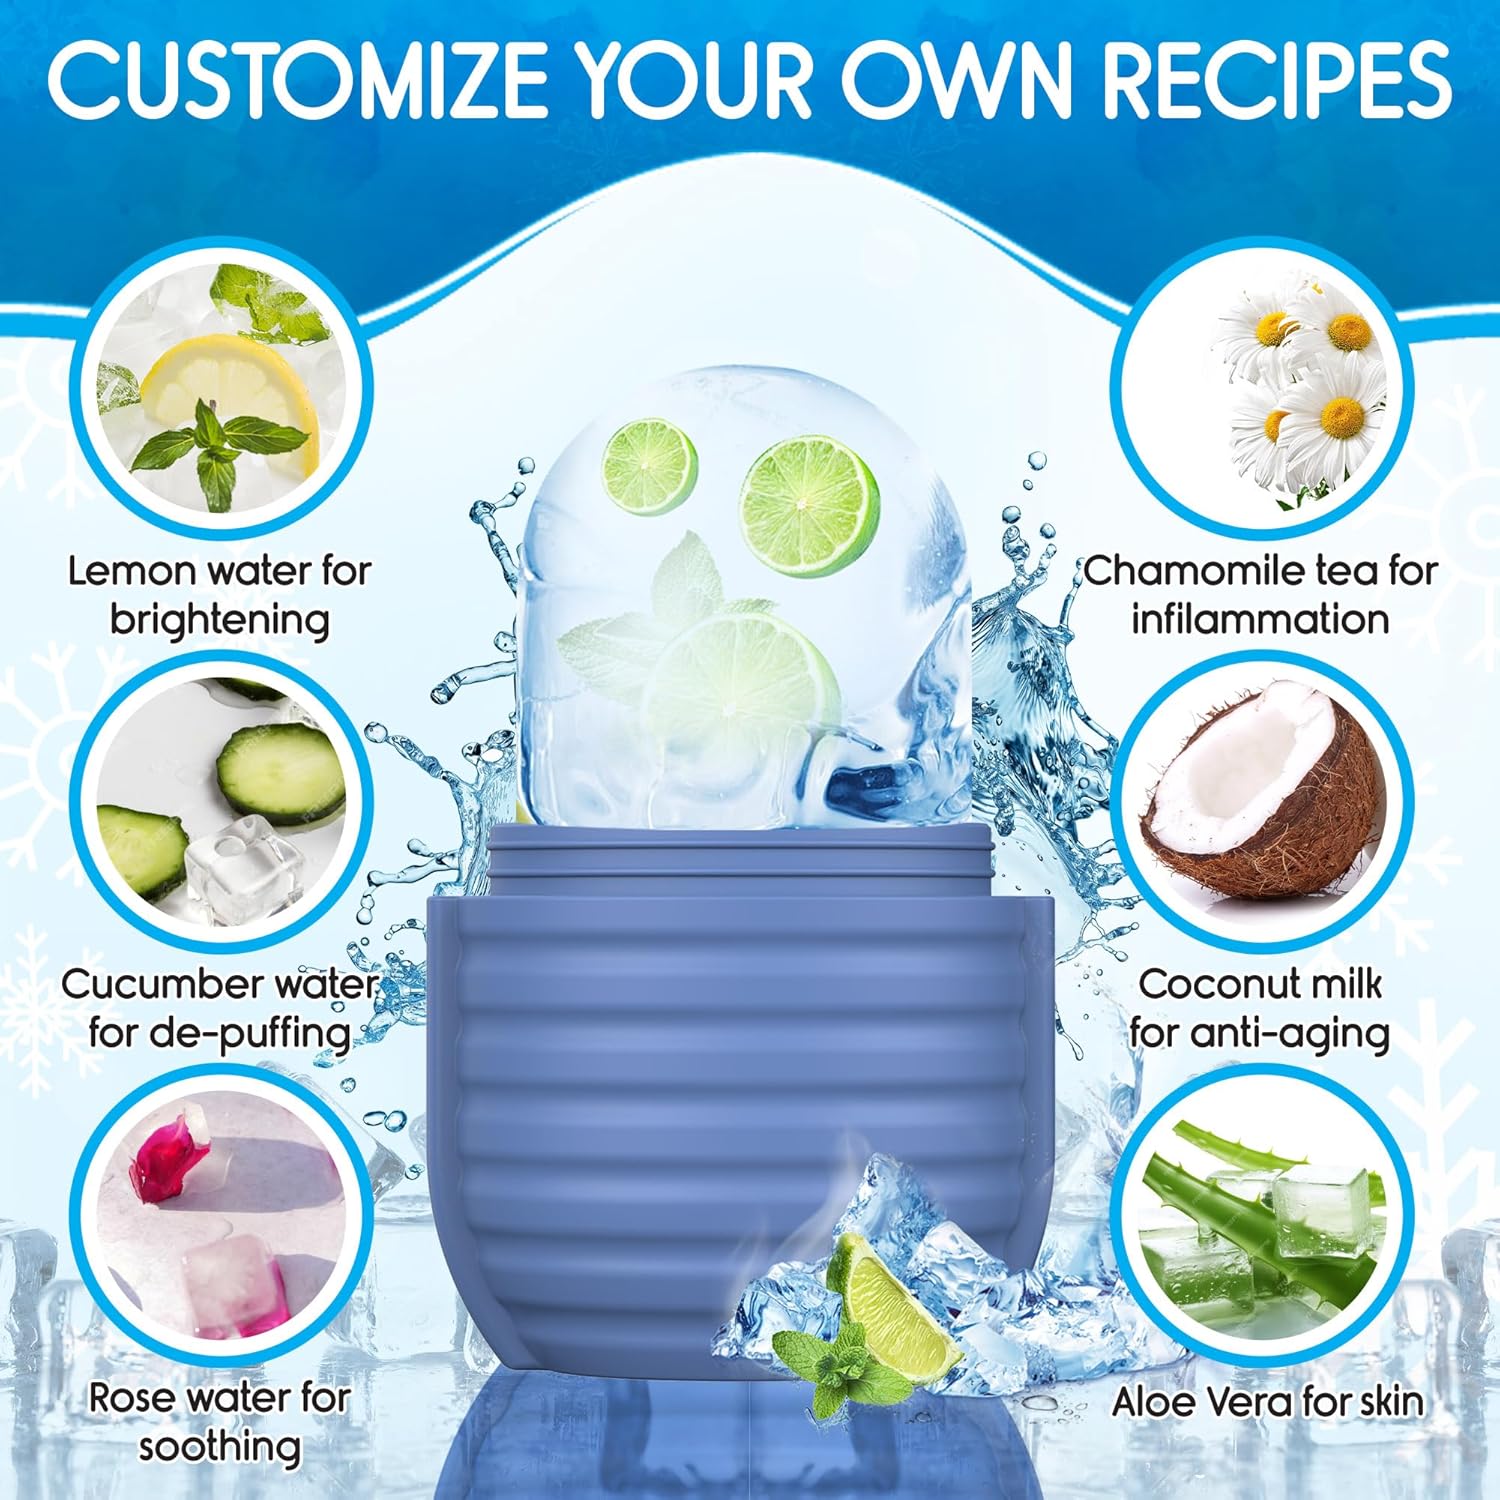 CUSTOMIZE YOUR OWN RECIPES
Lemon water for
brightening
Chamomile tea for
infilammation
Cucumber water
for de-puffing
Coconut milk
for anti-aging
Rose water for
soothing
Aloe Vera for skin